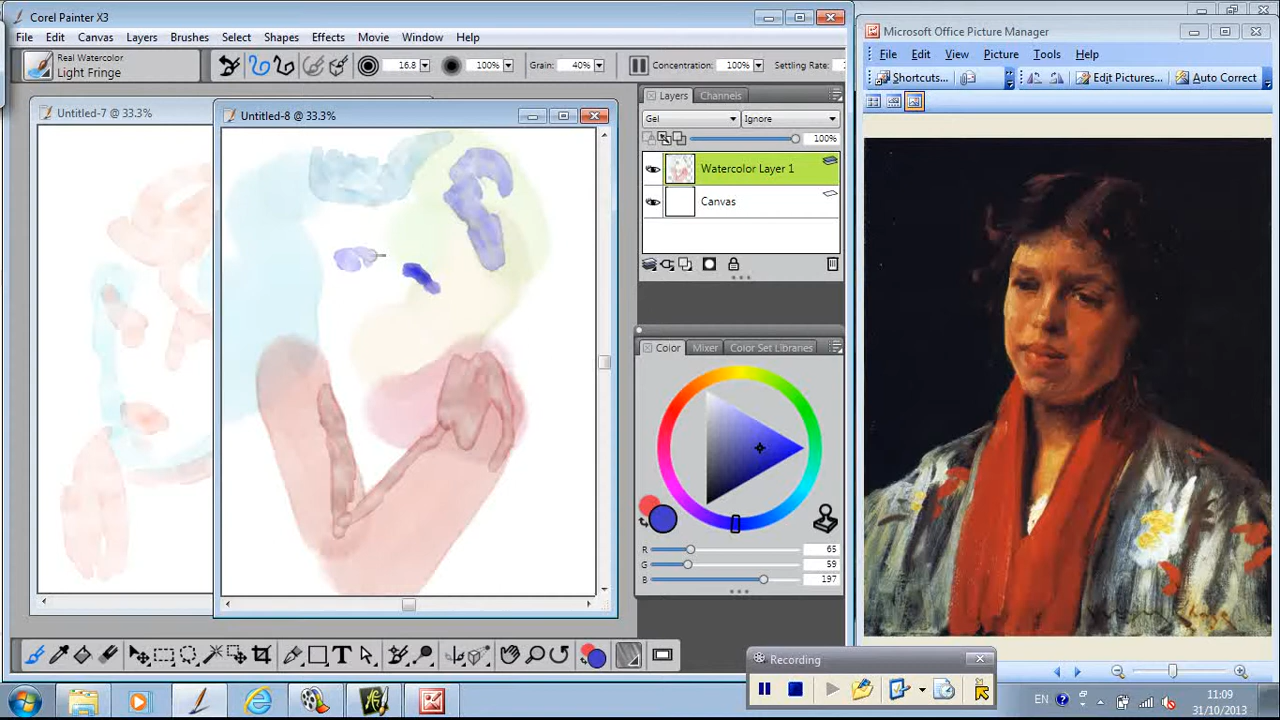 Corel Painter X3
File Edit Canvas Layers Brushes Select Shapes Effects Movie Window Help
Real Watercolor
Light Fringe
16.8 100% Grain: 40% Concentration: 100% Settling Rate:
Untitled-7 @ 33.3%
Untitled-8 @ 33.3%
Layers Channels
Gel Ignore
100%
Watercolor Layer 1
Canvas
Color Mixer Color Set Libraries
R 65
G 59
B 197
Microsoft Office Picture Manager
File Edit View Picture Tools Help
Shortcuts... Edit Pictures... Auto Correct
Recording
EN
11:09
31/10/2013